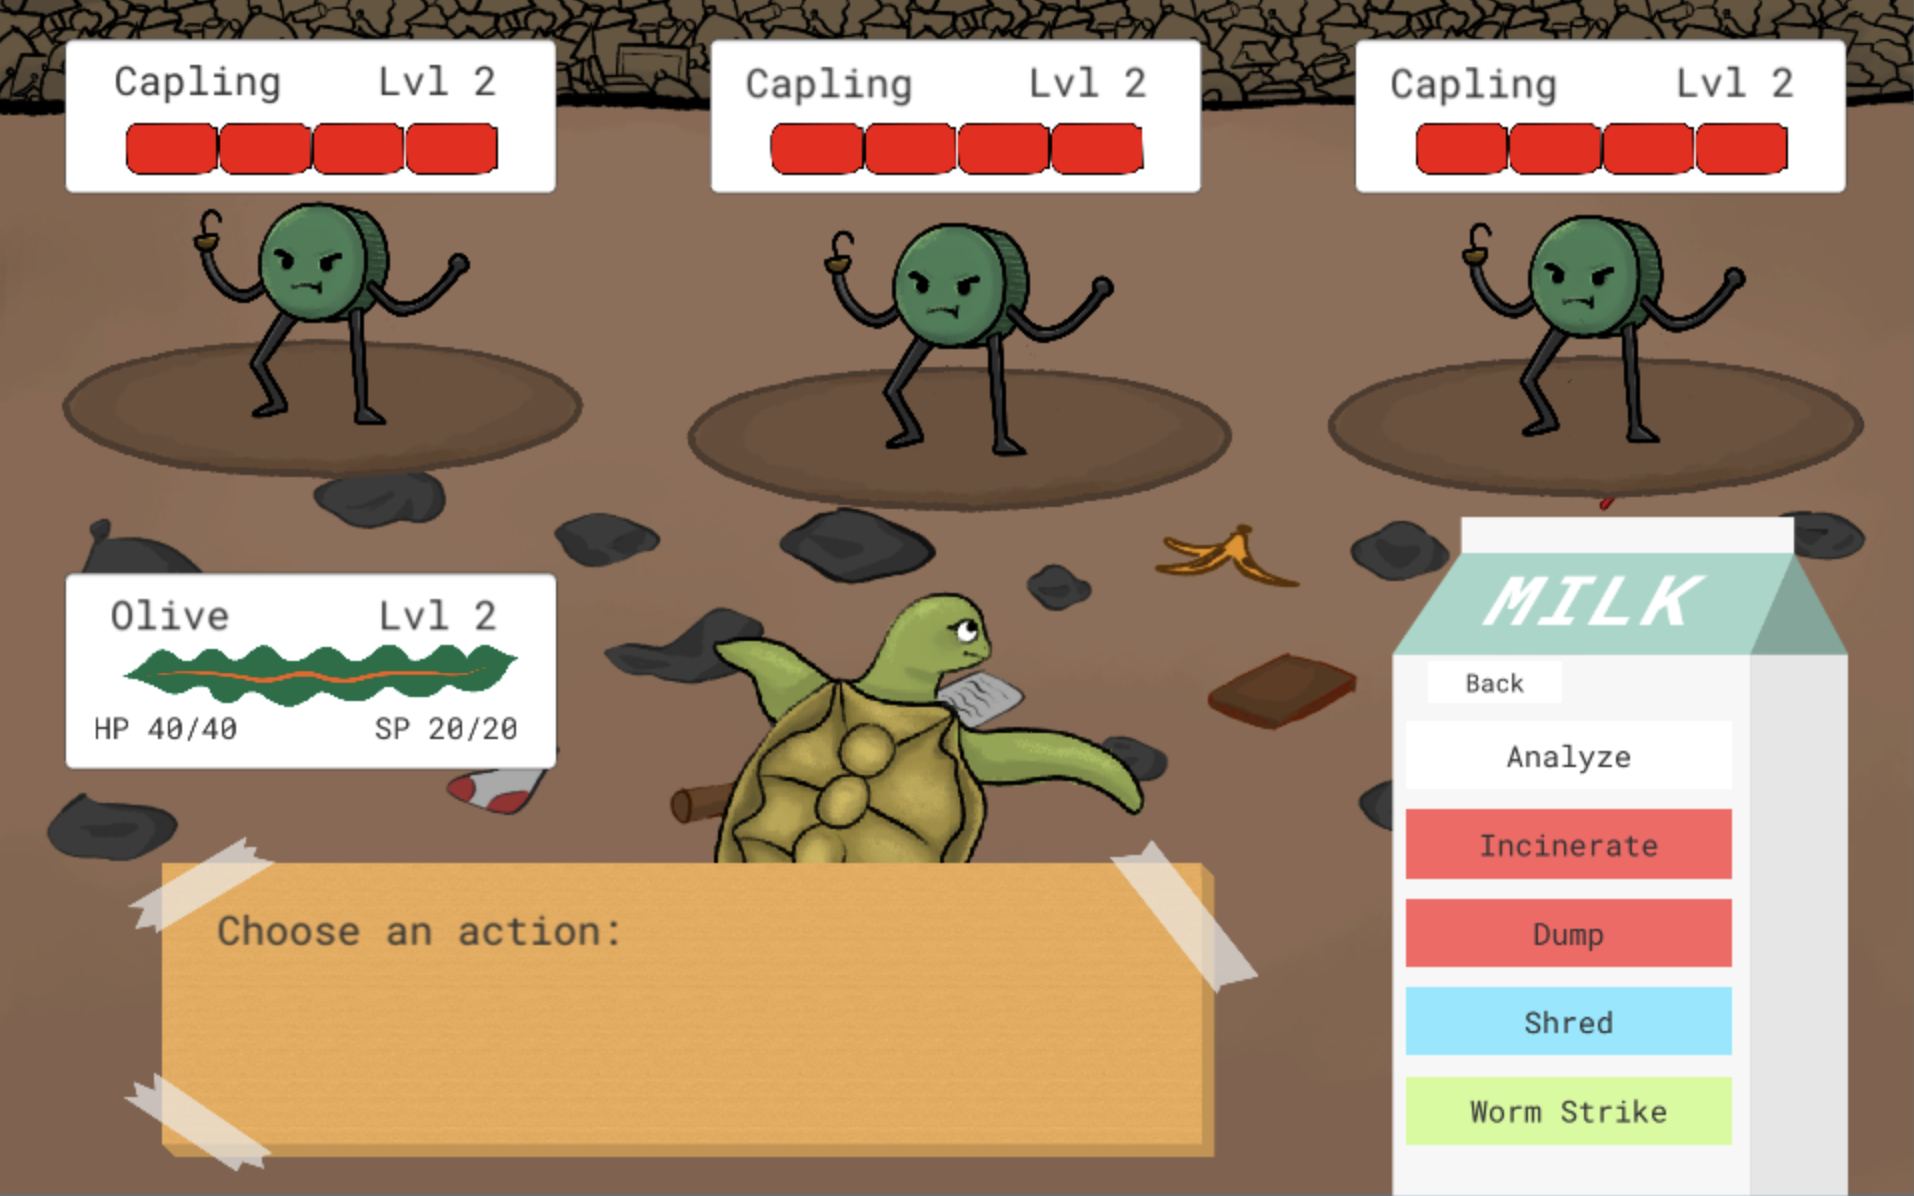 Capling Lvl 2
Capling Lvl 2
Capling Lvl 2
Olive Lvl 2
HP 40/40 SP 20/20
MILK
Back
Analyze
Incinerate
Dump
Shred
Worm Strike
Choose an action: